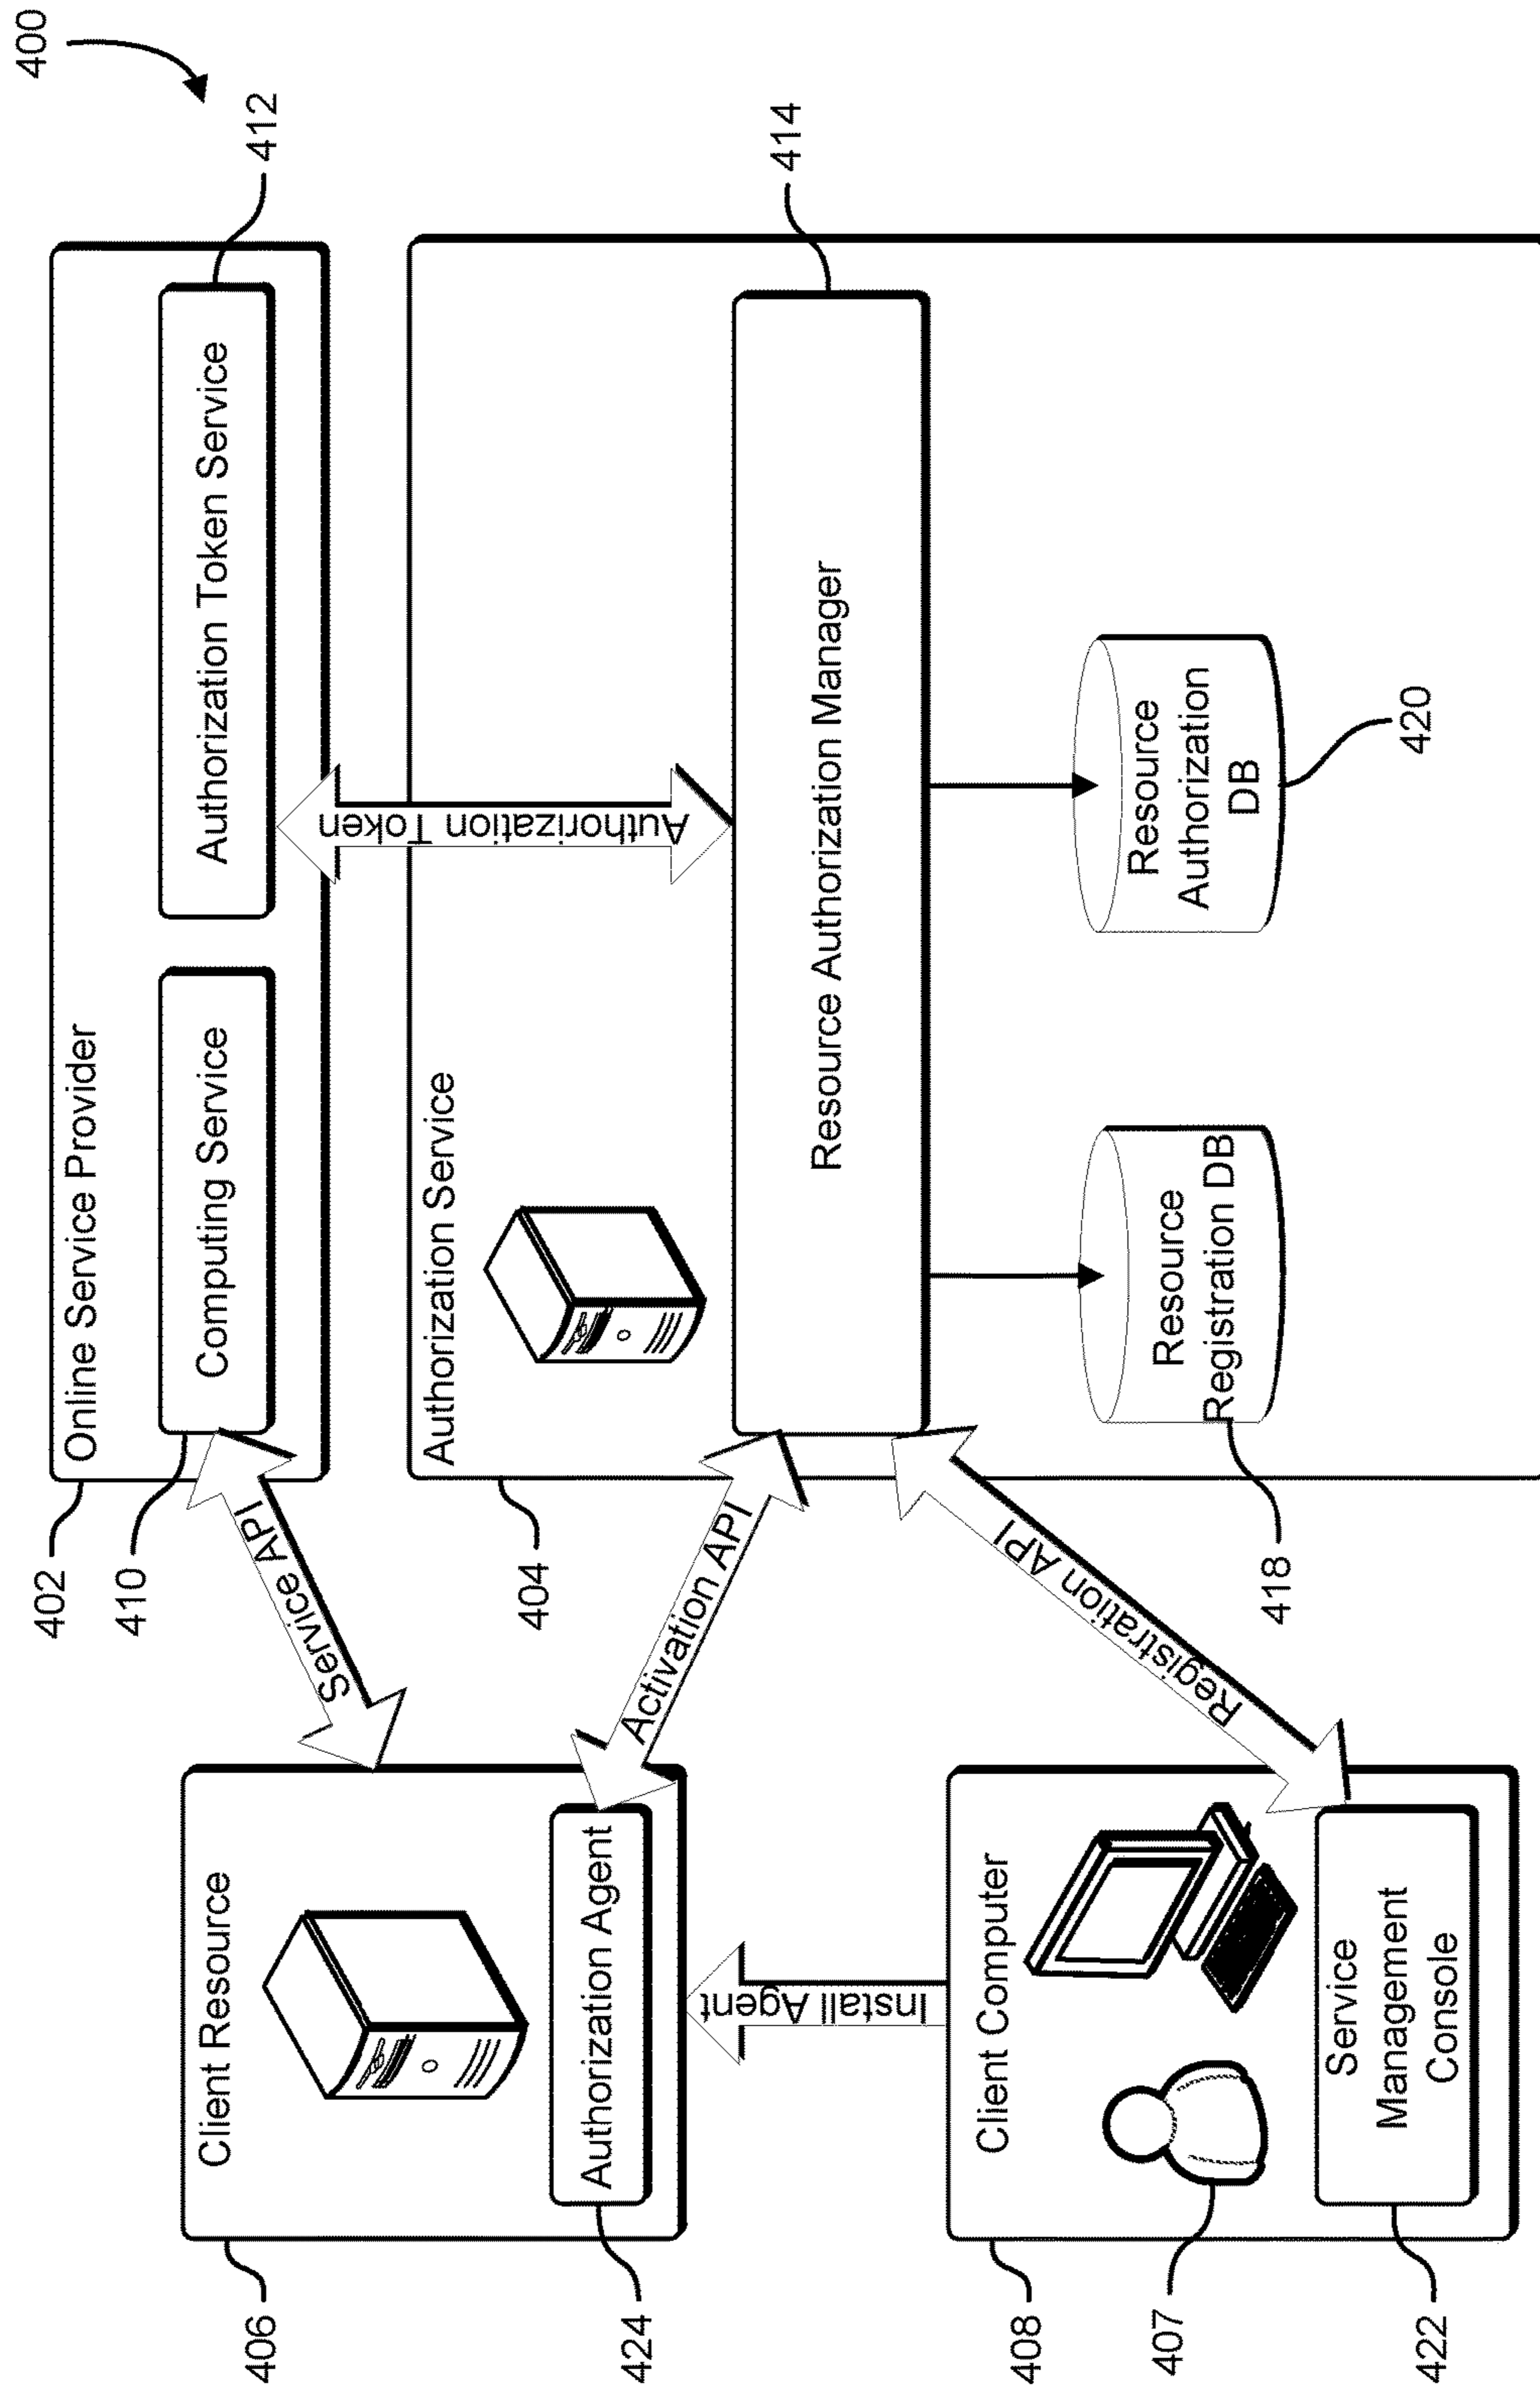 400
402
Online Service Provider
410
Computing Service
Authorization Token Service
412
Service API
406
Client Resource
Authorization Agent
424
Activation API
Authorization Token
404
Authorization Service
Resource Authorization Manager
414
Install Agent
Registration API
408
Client Computer
407
Service
Management
Console
422
Resource
Registration DB
418
Resource
Authorization
DB
420